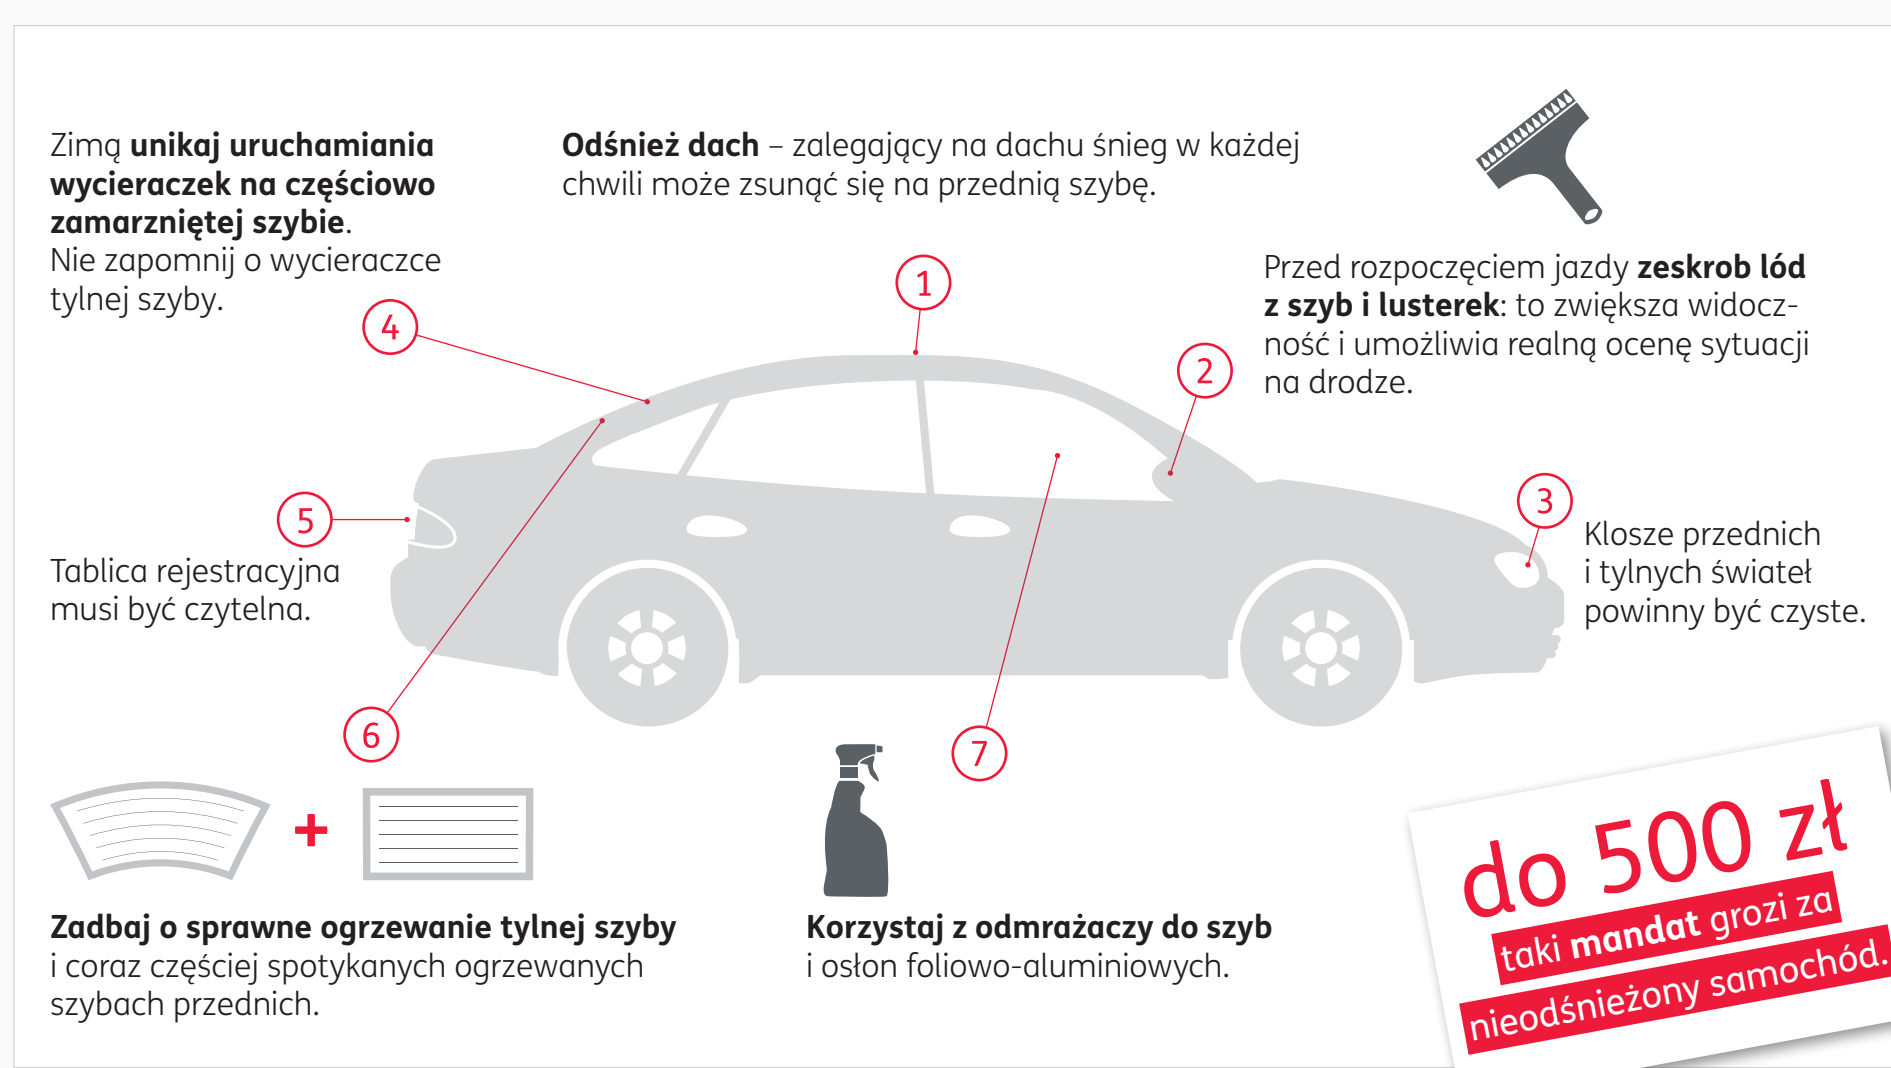 Zimą unikaj uruchamiania
wycieraczek na częściowo
zamarzniętej szybie.
Nie zapomnij o wycieraczce
tylnej szyby.
4
Odśnież dach – zalegający na dachu śnieg w każdej
chwili może zsunąć się na przednią szybę.
1
Przed rozpoczęciem jazdy zeskrob lód
z szyb i lusterek: to zwiększa widocz-
ność i umożliwia realną ocenę sytuacji
na drodze.
2
3
Klosze przednich
i tylnych świateł
powinny być czyste.
5
Tablica rejestracyjna
musi być czytelna.
6
Zadbaj o sprawne ogrzewanie tylnej szyby
i coraz częściej spotykanych ogrzewanych
szybach przednich.
7
Korzystaj z odmrażaczy do szyb
i osłon foliowo-aluminiowych.
do 500 zł
taki mandat grozi za
nieodśnieżony samochód.